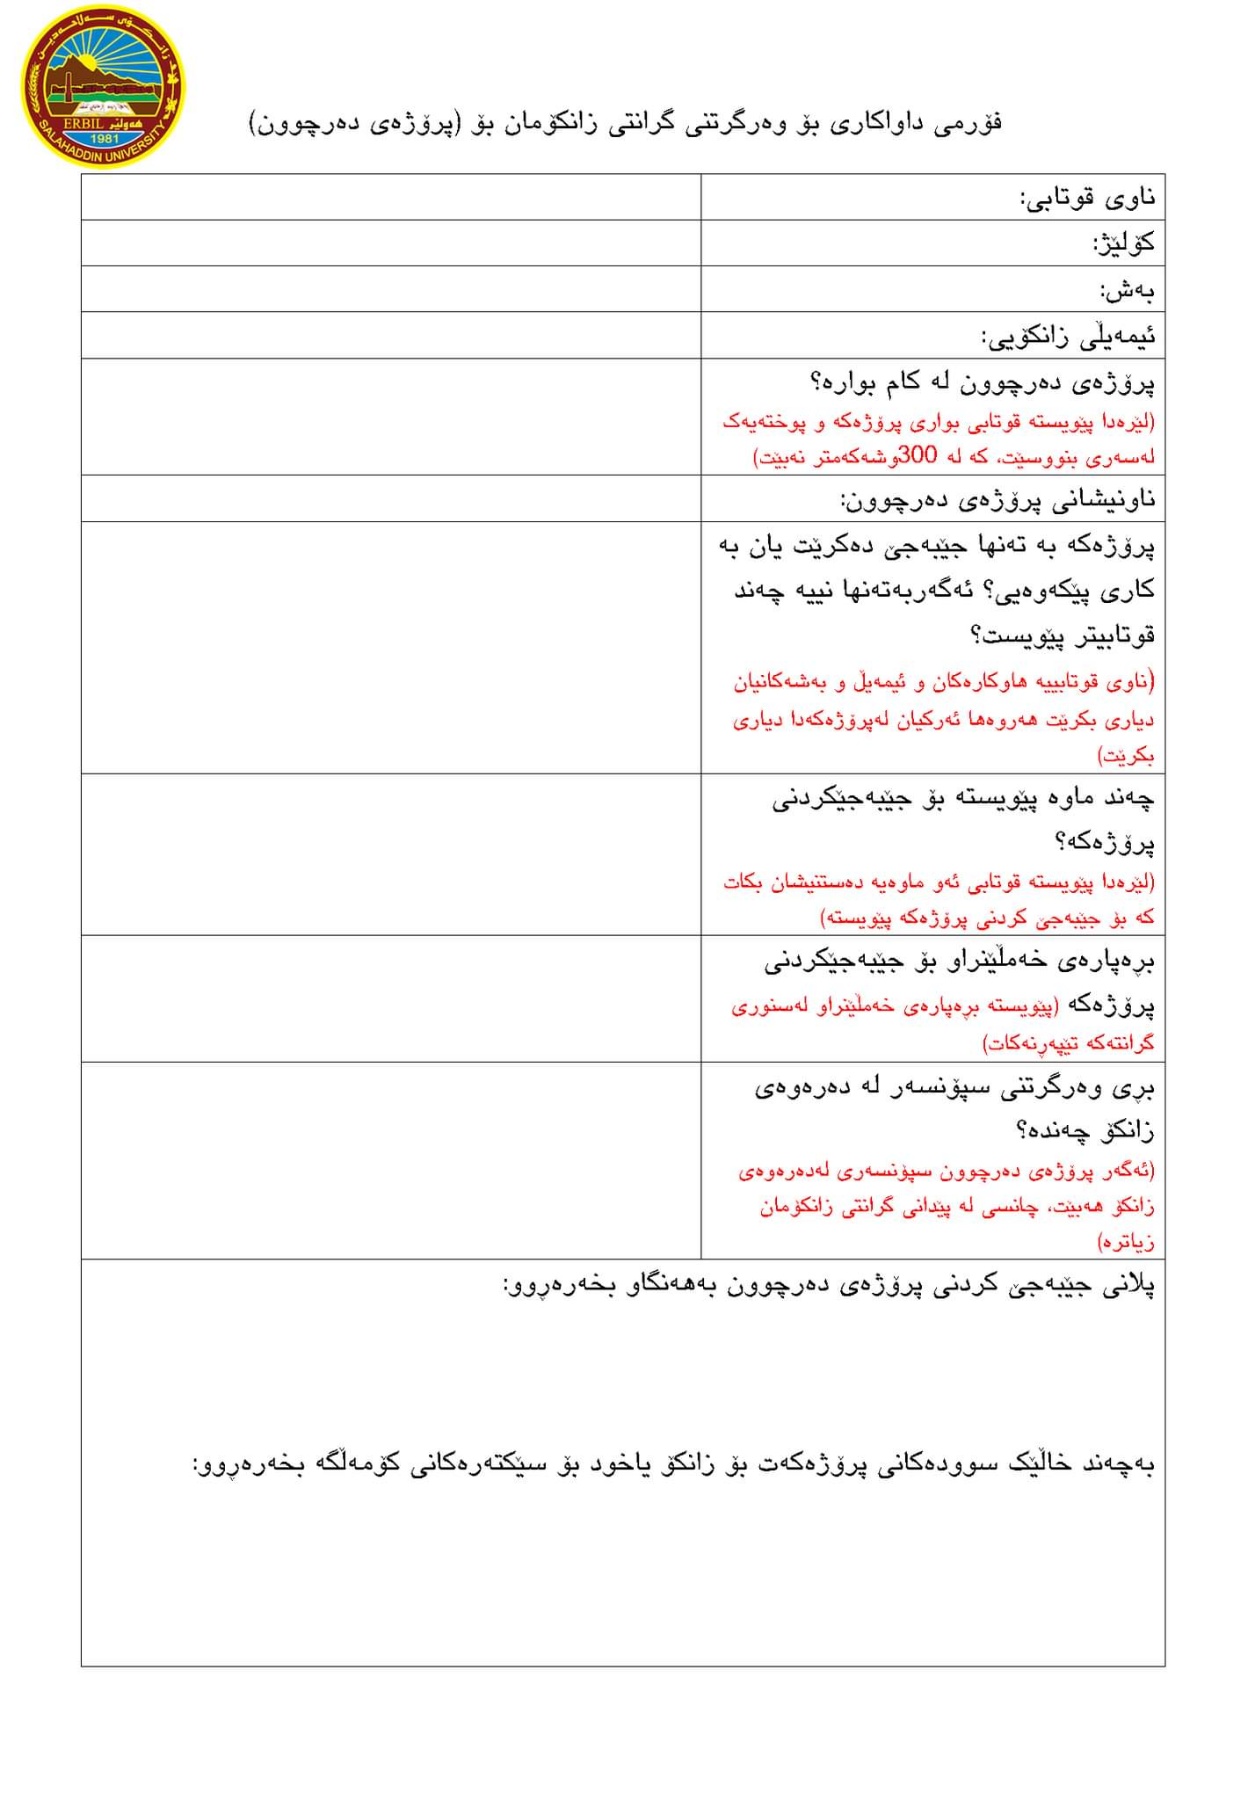 زانکۆی سەلاحەدین
هەولێر ERBIL
1981
SALAHADDIN UNIVERSITY
فۆرمی داواکاری بۆ وەرگرتنی گرانتی زانکۆمان بۆ (پرۆژەی دەرچوون)
ناوی قوتابی:
کۆلێژ:
بەش:
ئیمەیڵی زانکۆیی:
پرۆژەی دەرچوون لە کام بوارە؟
(لێرەدا پێویستە قوتابی بواری پرۆژەکە و پوختەیەک
لەسەری بنووسێت، کە لە 300وشەکەمتر نەبێت)
ناونیشانی پرۆژەی دەرچوون:
پرۆژەکە بە تەنها جێبەجێ دەکرێت یان بە
کاری پێکەوەیی؟ ئەگەربەتەنها نییە چەند
قوتابیتر پێویست؟
(ناوی قوتابییە هاوکارەکان و ئیمەیڵ و بەشەکانیان
دیاری بکرێت هەروەها ئەرکیان لەپرۆژەکەدا دیاری
بکرێت)
چەند ماوە پێویستە بۆ جێبەجێکردنی
پرۆژەکە؟
(لێرەدا پێویستە قوتابی ئەو ماوەیە دەستنیشان بکات
کە بۆ جێبەجێ کردنی پرۆژەکە پێویستە)
بڕەپارەی خەمڵێنراو بۆ جێبەجێکردنی
پرۆژەکە (پێویستە بڕەپارەی خەمڵێنراو لەسنوری
گرانتەکە تێپەڕنەکات)
بڕی وەرگرتنی سپۆنسەر لە دەرەوەی
زانکۆ چەندە؟
(ئەگەر پرۆژەی دەرچوون سپۆنسەری لەدەرەوەی
زانکۆ هەبێت، چانسی لە پێدانی گرانتی زانکۆمان
زیاترە)
پلانی جێبەجێ کردنی پرۆژەی دەرچوون بەهەنگاو بخەرەڕوو:
بەچەند خاڵێک سوودەکانی پرۆژەکەت بۆ زانکۆ یاخود بۆ سێکتەرەکانی کۆمەڵگە بخەرەڕوو: